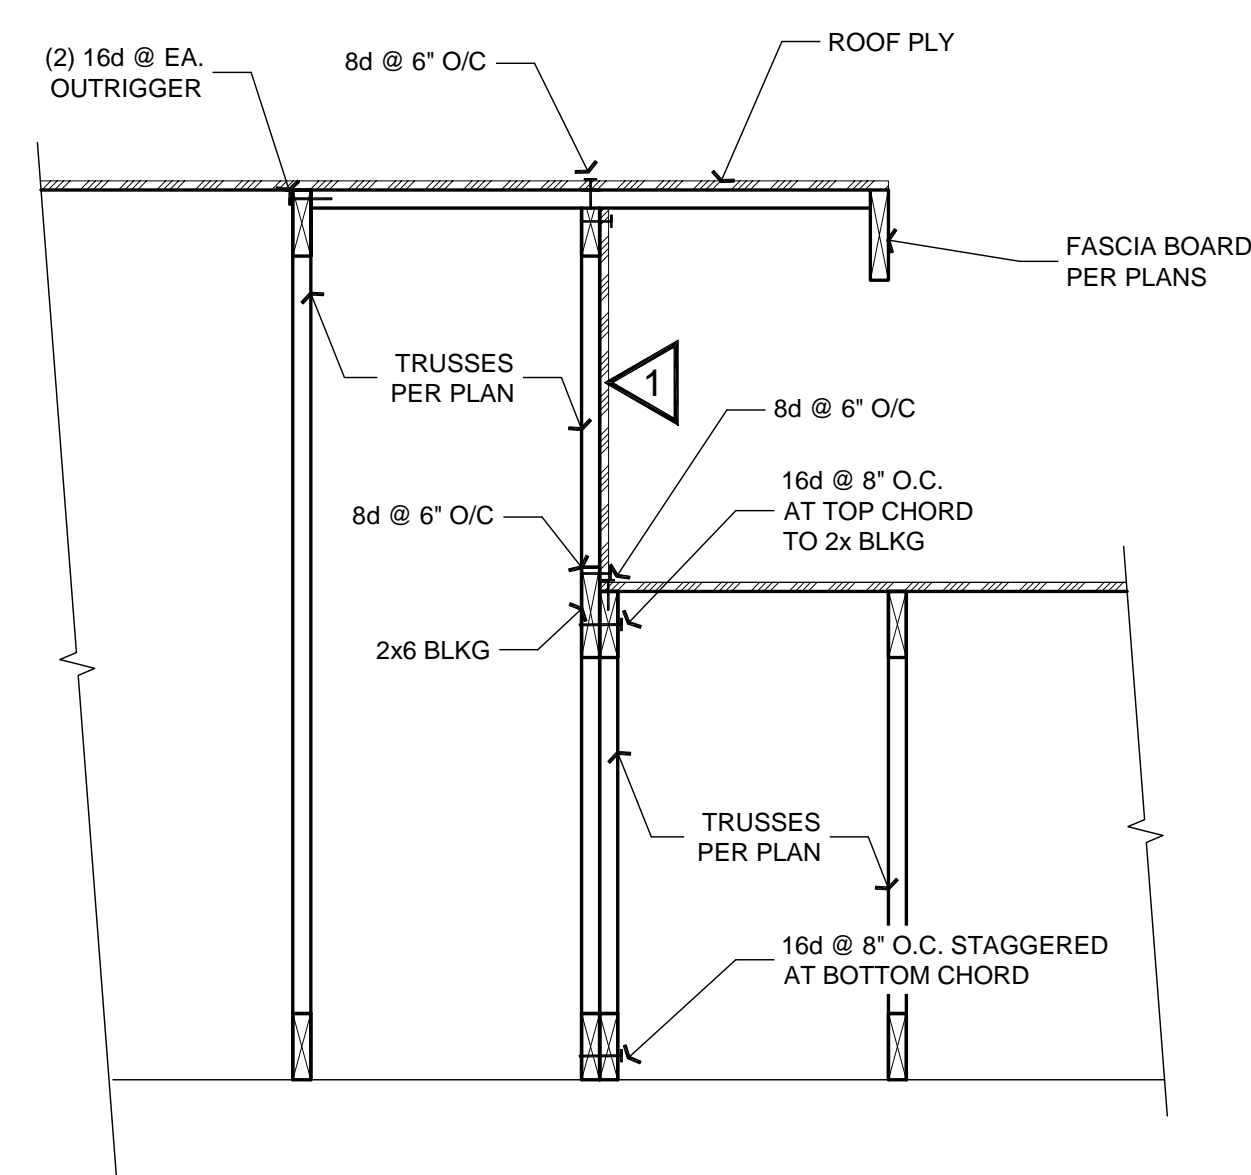 (2) 16d @ EA.
OUTRIGGER
8d @ 6" O/C
ROOF PLY
FASCIA BOARD
PER PLANS
TRUSSES
PER PLAN
1
8d @ 6" O/C
16d @ 8" O.C.
AT TOP CHORD
TO 2x BLKG
8d @ 6" O/C
2x6 BLKG
TRUSSES
PER PLAN
16d @ 8" O.C. STAGGERED
AT BOTTOM CHORD